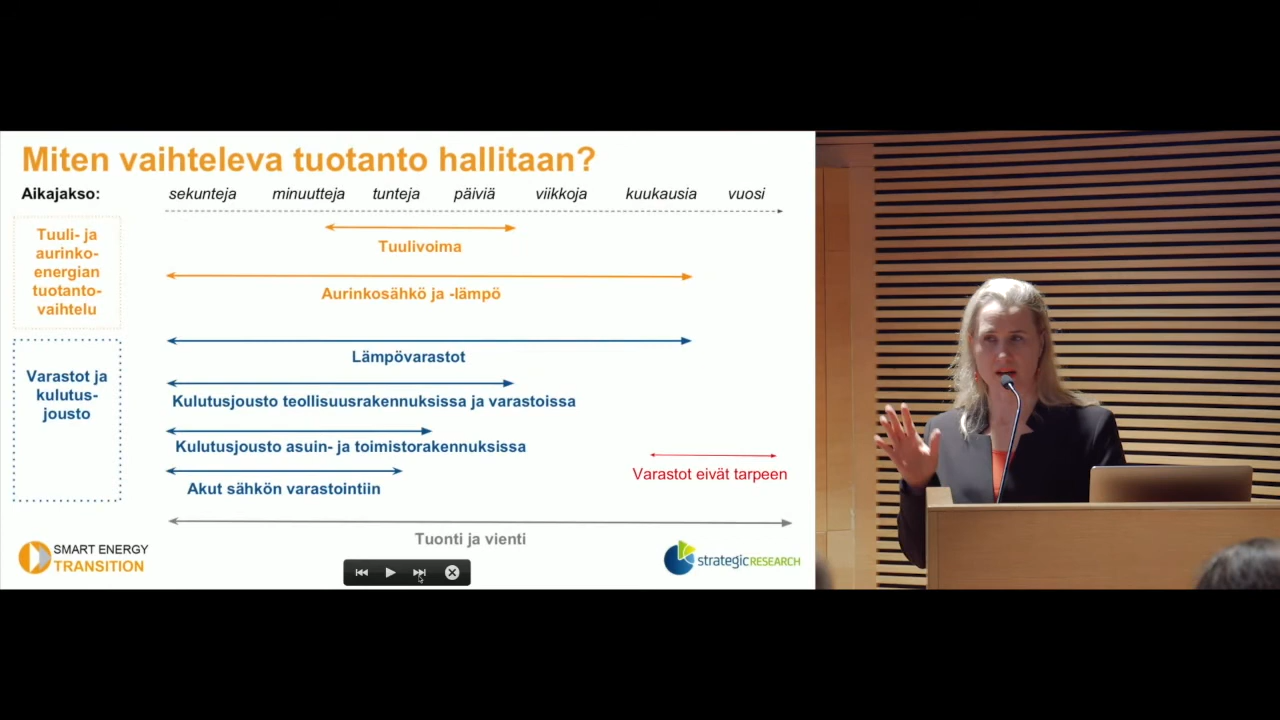 Miten vaihteleva tuotanto hallitaan?
Aikajakso: sekunteja minuutteja tunteja päiviä viikkoja kuukausia vuosi
Tuuli- ja
aurinko-
energian
tuotanto-
vaihtelu
Tuulivoima
Aurinkosähkö ja -lämpö
Varastot ja
kulutus-
jousto
Lämpövarastot
Kulutusjousto teollisuusrakennuksissa ja varastoissa
Kulutusjousto asuin- ja toimistorakennuksissa
Akut sähkön varastointiin
Varastot eivät tarpeen
Tuonti ja vienti
SMART ENERGY
TRANSITION
strategicRESEARCH